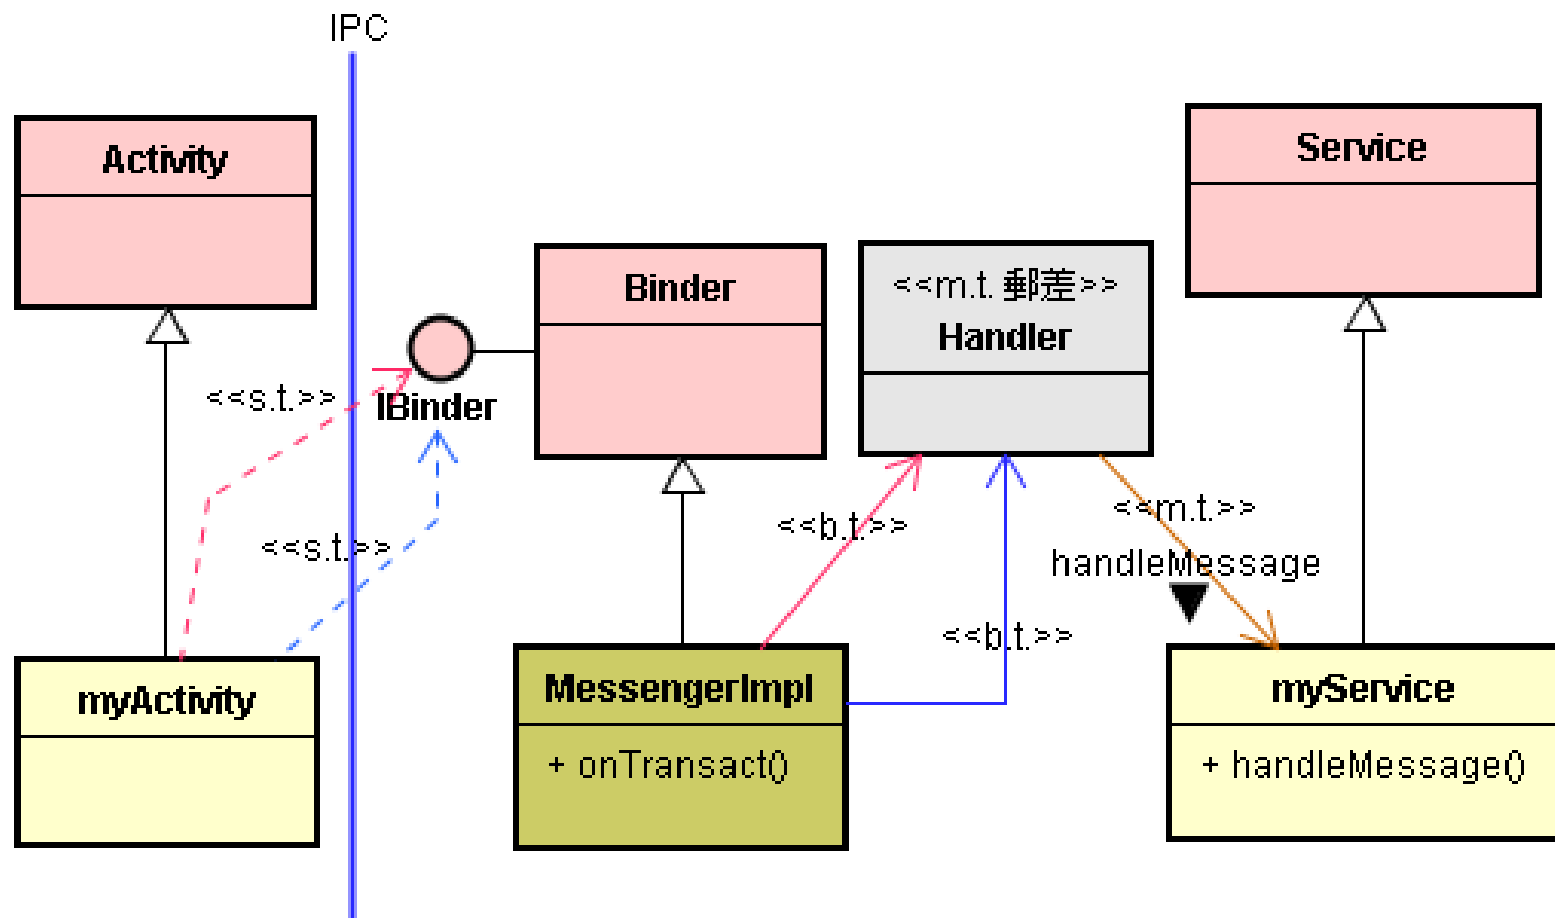 IPC
Activity
Service
Binder
<<m.t. 郵差>>
Handler
<<s.t.>>
IBinder
<<s.t.>>
<<b.t.>>
<<m.t.>>
handleMessage
<<b.t.>>
myActivity
MessengerImpl
+ onTransact()
myService
+ handleMessage()